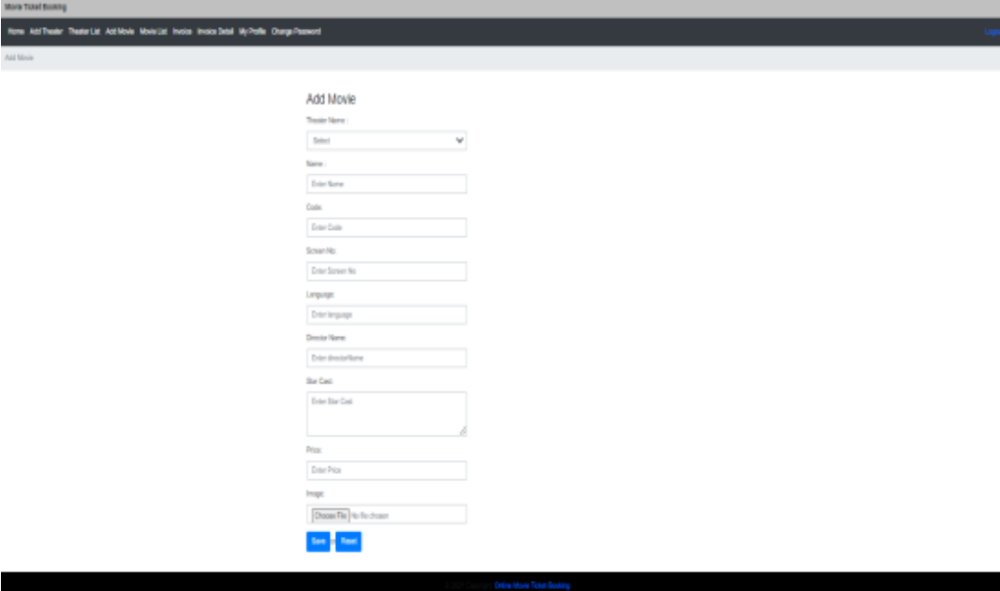 Movie Ticket Booking
Home Add Theater Theater List Add Movie Movie List Invoice Invoice Detail My Profile Change Password
Add Movie
Add Movie
Theater Name :
Select
Name :
Enter Name
Code:
Enter Code
Screen No:
Enter Screen No
Language:
Enter language
Director Name:
Enter directorName
Star Cast:
Enter Star Cast
Price:
Enter Price
Image:
Choose File No file chosen
Save or Reset
Copyright: Online Movie Ticket Booking